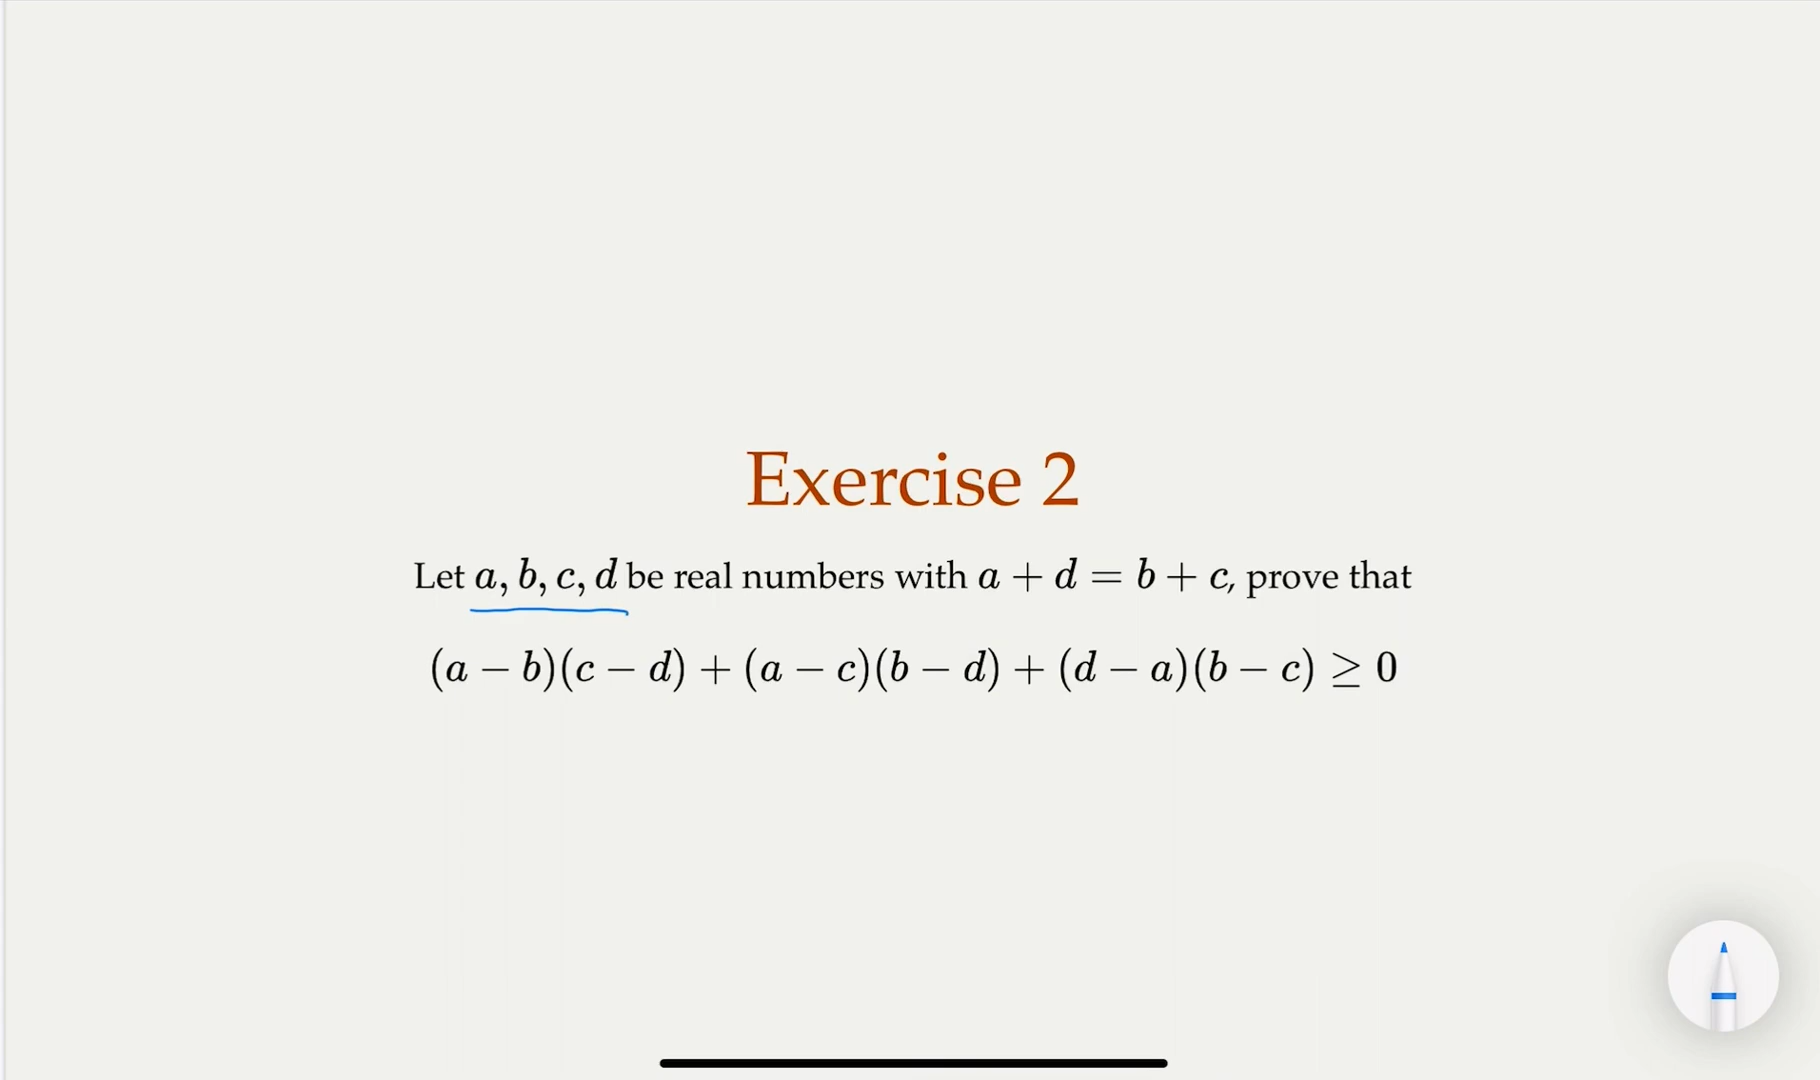 Exercise 2
Let a, b, c, d be real numbers with a + d = b + c, prove that
(a − b)(c − d) + (a − c)(b − d) + (d − a)(b − c) ≥ 0